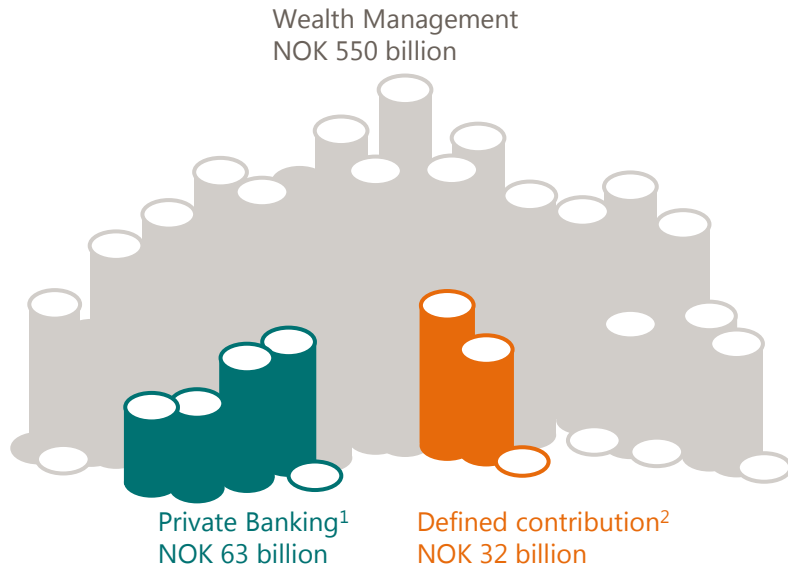 Wealth Management
NOK 550 billion
Private Banking¹
NOK 63 billion
Defined contribution²
NOK 32 billion